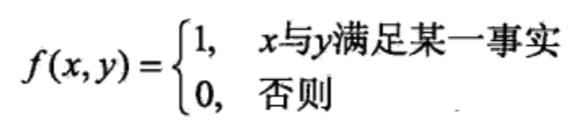 f(x, y) = {1, x与y满足某一事实
0, 否则